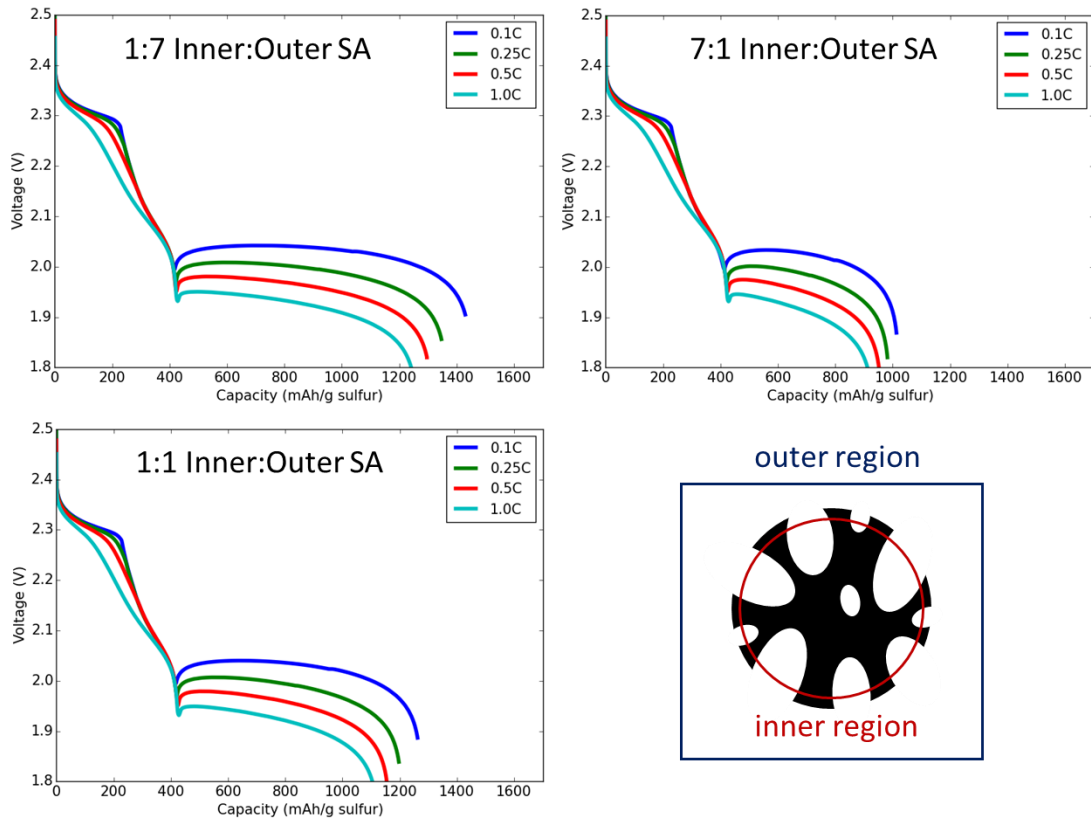 1:7 Inner:Outer SA
0.1C
0.25C
0.5C
1.0C
Voltage (V)
2.5
2.4
2.3
2.2
2.1
2.0
1.9
1.8
0 200 400 600 800 1000 1200 1400 1600
Capacity (mAh/g sulfur)
7:1 Inner:Outer SA
0.1C
0.25C
0.5C
1.0C
Voltage (V)
2.5
2.4
2.3
2.2
2.1
2.0
1.9
1.8
0 200 400 600 800 1000 1200 1400 1600
Capacity (mAh/g sulfur)
1:1 Inner:Outer SA
0.1C
0.25C
0.5C
1.0C
Voltage (V)
2.5
2.4
2.3
2.2
2.1
2.0
1.9
1.8
0 200 400 600 800 1000 1200 1400 1600
Capacity (mAh/g sulfur)
outer region
inner region